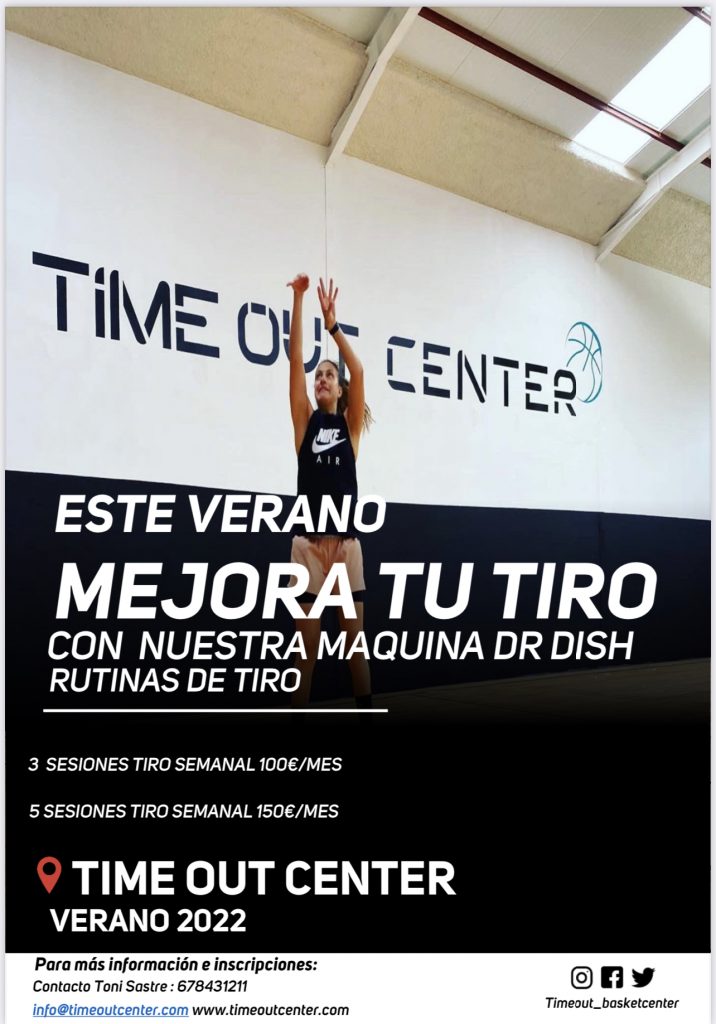 TIME OUT CENTER
NIKE
AIR
ESTE VERANO
MEJORA TU TIRO
CON NUESTRA MAQUINA DR DISH
RUTINAS DE TIRO
3 SESIONES TIRO SEMANAL 100€/MES
5 SESIONES TIRO SEMANAL 150€/MES
TIME OUT CENTER
VERANO 2022
Para más información e inscripciones:
Contacto Toni Sastre : 678431211
info@timeoutcenter.com www.timeoutcenter.com
Timeout_basketcenter